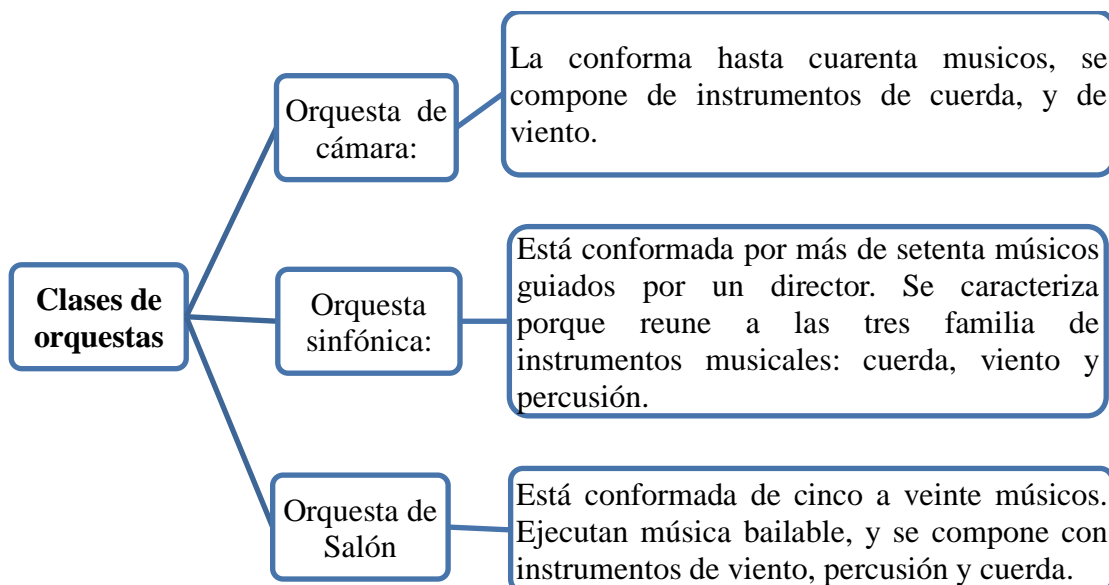 Clases de
orquestas
Orquesta de
cámara:
La conforma hasta cuarenta musicos, se
compone de instrumentos de cuerda, y de
viento.
Orquesta
sinfónica:
Está conformada por más de setenta músicos
guiados por un director. Se caracteriza
porque reune a las tres familia de
instrumentos musicales: cuerda, viento y
percusión.
Orquesta de
Salón
Está conformada de cinco a veinte músicos.
Ejecutan música bailable, y se compone con
instrumentos de viento, percusión y cuerda.